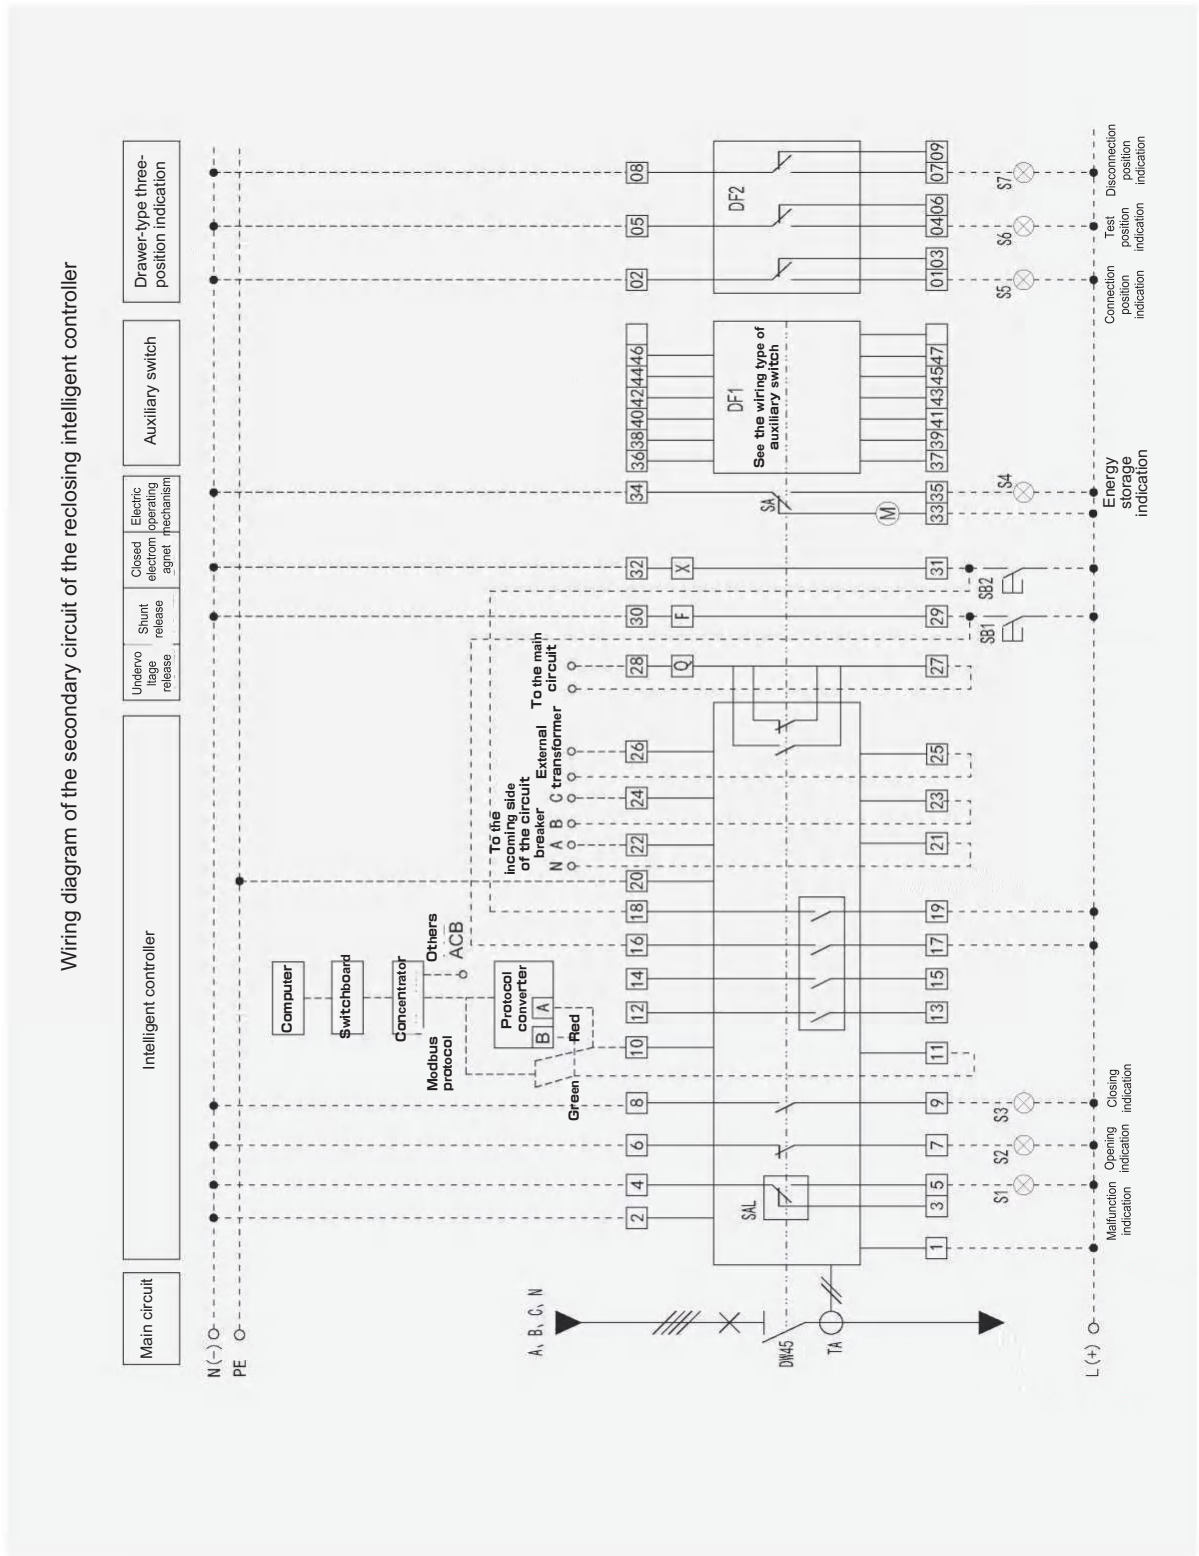 Wiring diagram of the secondary circuit of the reclosing intelligent controller
Main circuit
Intelligent controller
Undervo
ltage
release
Shunt
release
Closed
electrom
agnet
Electric
operating
mechanism
Auxiliary switch
Drawer-type three-
position indication
N(-)
PE
Computer
Switchboard
Concentrator
Others
ACB
Modbus
protocol
Protocol
converter
B
A
Green
Red
To the
incoming side
of the circuit
breaker
N A B C
External
transformer
To the main
circuit
A、B、C、N
2
4
6
8
10
12
14
16
18
20
22
24
26
28
30
32
34
36
38
40
42
44
46
02
05
08
Q
F
X
DW45
TA
SAL
SA
M
DF1
See the wiring type of
auxiliary switch
DF2
1
3
5
7
9
11
13
15
17
19
21
23
25
27
29
31
33
35
37
39
41
43
45
47
01
03
04
06
07
09
S1
S2
S3
SB1
SB2
S4
S5
S6
S7
L(+)
Malfunction
indication
Opening
indication
Closing
indication
Energy
storage
indication
Connection
position
indication
Test
position
indication
Disconnection
position
indication